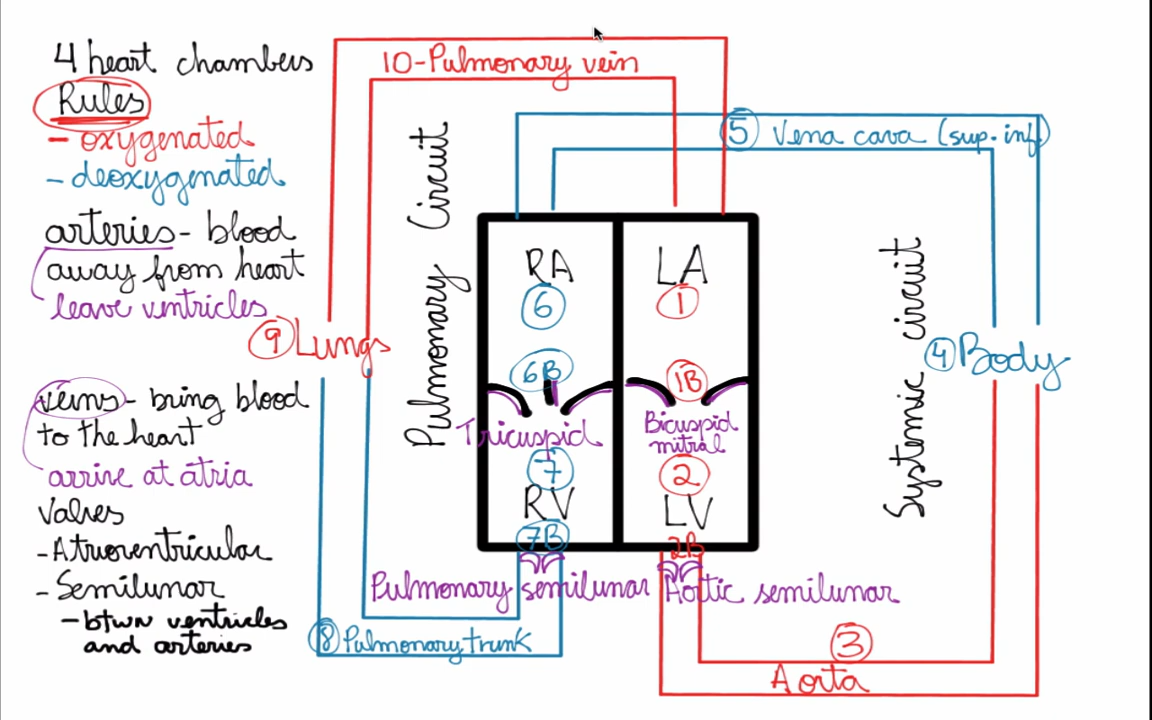 4 heart chambers
Rules
- oxygenated
- deoxygenated
arteries - blood
away from heart
leave ventricles
veins - bring blood
to the heart
arrive at atria
Valves
- Atrioventricular
- Semilunar
- btwn ventricles
and arteries
10-Pulmonary vein
5 Vena cava (sup. inf)
Pulmonary Circuit
Systemic circuit
RA
6
6B
Tricuspid
7
RV
7B
LA
1
1B
Bicuspid
mitral
2
LV
2B
9 Lungs
4 Body
Pulmonary semilunar
Aortic semilunar
8 Pulmonary trunk
3
Aorta